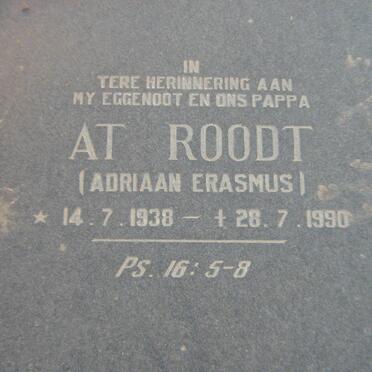 IN
TERE HERINNERING AAN
MY EGGENOOT EN ONS PAPPA
AT ROODT
(ADRIAAN ERASMUS)
★ 14.7.1938 – ✝ 28.7.1990
PS. 16: 5-8